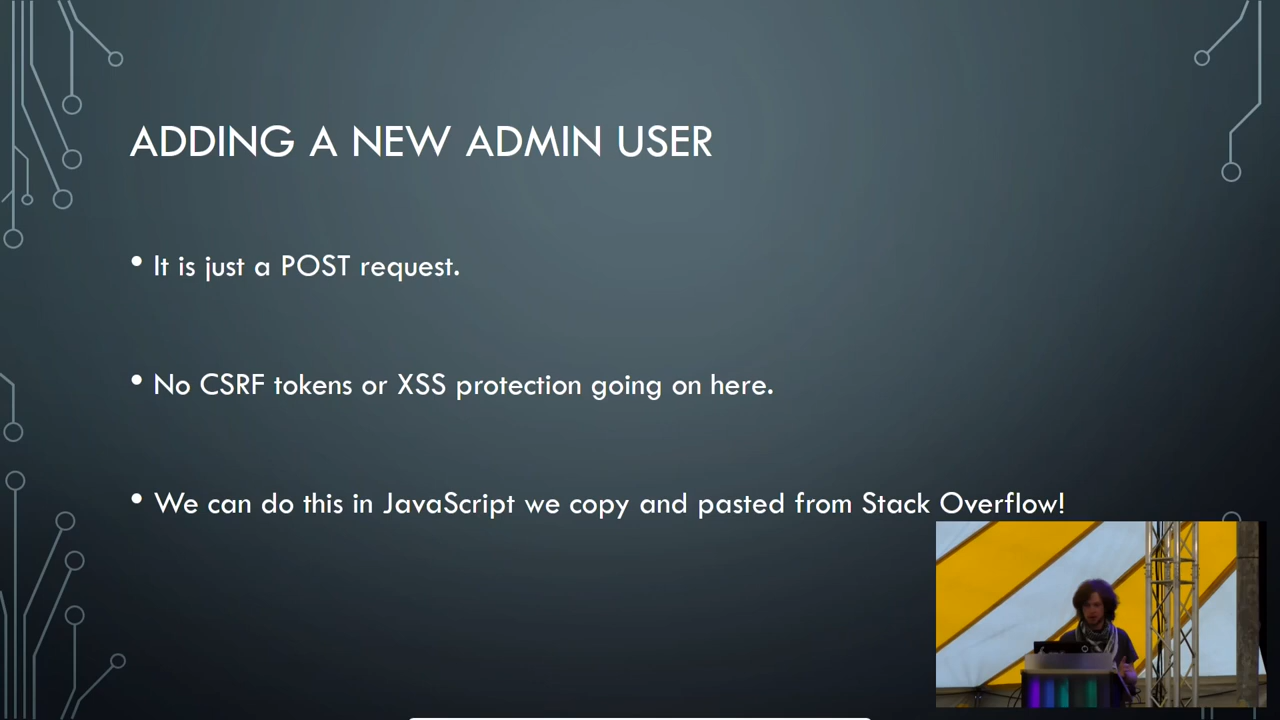 ADDING A NEW ADMIN USER
• It is just a POST request.
• No CSRF tokens or XSS protection going on here.
• We can do this in JavaScript we copy and pasted from Stack Overflow!